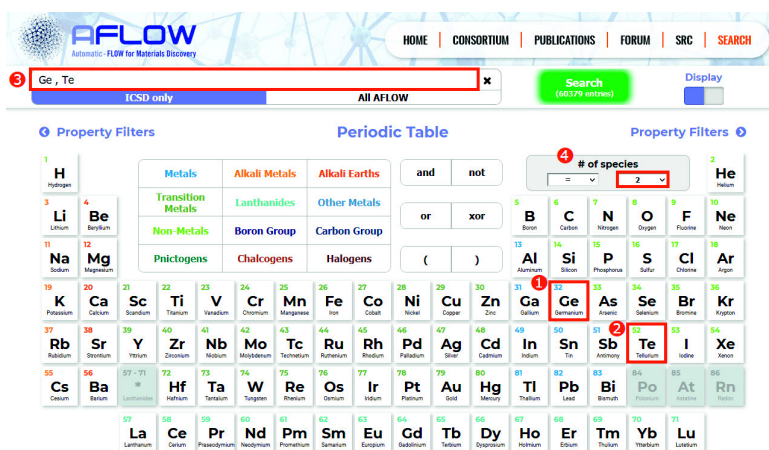 AFLOW
Automatic - FLOW for Materials Discovery
HOME | CONSORTIUM | PUBLICATIONS | FORUM | SRC | SEARCH
3 Ge , Te ✖
ICSD only All AFLOW
Search
(60379 entries)
Display
Property Filters Periodic Table Property Filters
4 # of species
= 2
Metals Alkali Metals Alkali Earths
Transition Metals Lanthanides Other Metals
Non-Metals Boron Group Carbon Group
Pnictogens Chalcogens Halogens
and not
or xor
( )
1 H Hydrogen
2 He Helium
3 Li Lithium
4 Be Beryllium
5 B Boron
6 C Carbon
7 N Nitrogen
8 O Oxygen
9 F Fluorine
10 Ne Neon
11 Na Sodium
12 Mg Magnesium
13 Al Aluminum
14 Si Silicon
15 P Phosphorus
16 S Sulfur
17 Cl Chlorine
18 Ar Argon
19 K Potassium
20 Ca Calcium
21 Sc Scandium
22 Ti Titanium
23 V Vanadium
24 Cr Chromium
25 Mn Manganese
26 Fe Iron
27 Co Cobalt
28 Ni Nickel
29 Cu Copper
30 Zn Zinc
31 Ga Gallium
1
32 Ge Germanium
33 As Arsenic
34 Se Selenium
35 Br Bromine
36 Kr Krypton
37 Rb Rubidium
38 Sr Strontium
39 Y Yttrium
40 Zr Zirconium
41 Nb Niobium
42 Mo Molybdenum
43 Tc Technetium
44 Ru Ruthenium
45 Rh Rhodium
46 Pd Palladium
47 Ag Silver
48 Cd Cadmium
49 In Indium
50 Sn Tin
51 Sb Antimony
2
52 Te Tellurium
53 I Iodine
54 Xe Xenon
55 Cs Cesium
56 Ba Barium
57 - 71 * Lanthanides
72 Hf Hafnium
73 Ta Tantalum
74 W Tungsten
75 Re Rhenium
76 Os Osmium
77 Ir Iridium
78 Pt Platinum
79 Au Gold
80 Hg Mercury
81 Tl Thallium
82 Pb Lead
83 Bi Bismuth
84 Po Polonium
85 At Astatine
86 Rn Radon
57 La Lanthanum
58 Ce Cerium
59 Pr Praseodymium
60 Nd Neodymium
61 Pm Promethium
62 Sm Samarium
63 Eu Europium
64 Gd Gadolinium
65 Tb Terbium
66 Dy Dysprosium
67 Ho Holmium
68 Er Erbium
69 Tm Thulium
70 Yb Ytterbium
71 Lu Lutetium